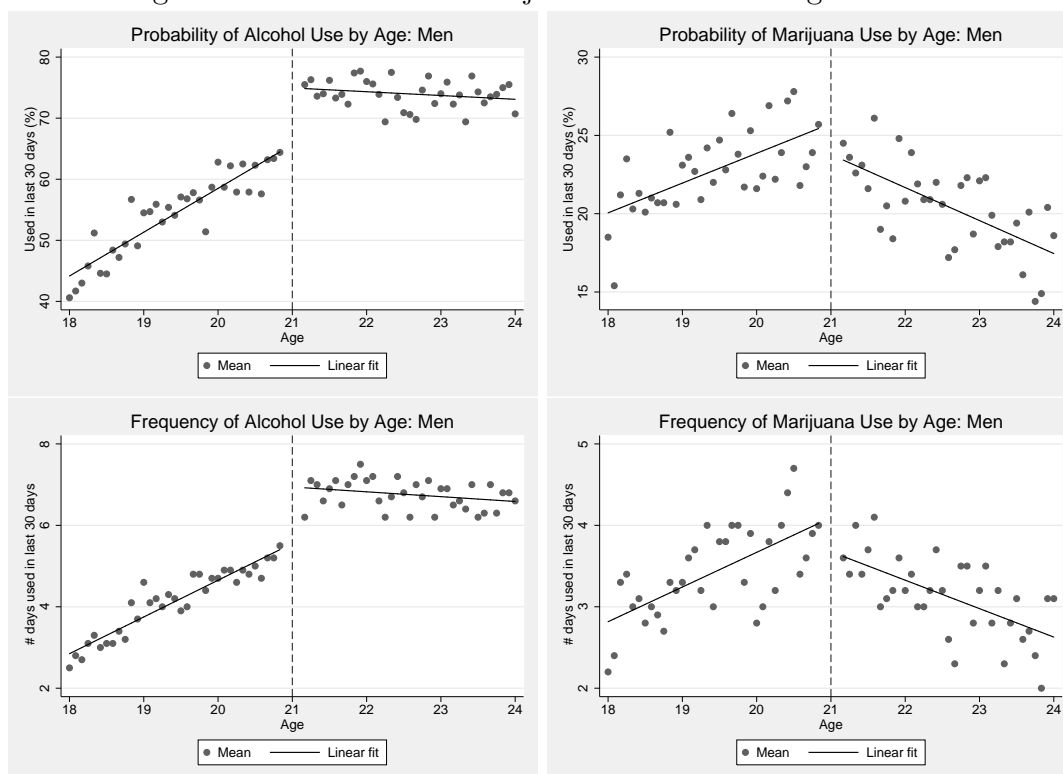 Probability of Alcohol Use by Age: Men
Used in last 30 days (%)
80
70
60
50
40
18 19 20 21 22 23 24
Age
Mean Linear fit
Probability of Marijuana Use by Age: Men
Used in last 30 days (%)
30
25
20
15
18 19 20 21 22 23 24
Age
Mean Linear fit
Frequency of Alcohol Use by Age: Men
# days used in last 30 days
8
6
4
2
18 19 20 21 22 23 24
Age
Mean Linear fit
Frequency of Marijuana Use by Age: Men
# days used in last 30 days
5
4
3
2
18 19 20 21 22 23 24
Age
Mean Linear fit